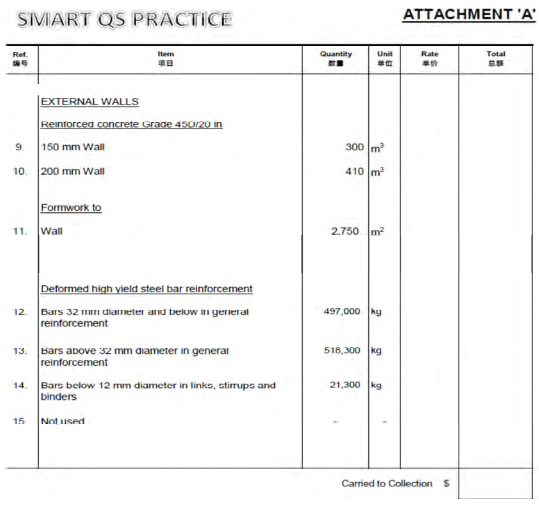 SMART QS PRACTICE
ATTACHMENT 'A'
Ref. Item Quantity Unit Rate Total
编号 项目 数量 单位 单价 总额
EXTERNAL WALLS
Reinforced concrete Grade 45D/20 in
9. 150 mm Wall 300 m³
10. 200 mm Wall 410 m³
Formwork to
11. Wall 2,750 m²
Deformed high yield steel bar reinforcement
12. Bars 32 mm diameter and below in general 497,000 kg
reinforcement
13. Bars above 32 mm diameter in general 518,300 kg
reinforcement
14. Bars below 12 mm diameter in links, stirrups and 21,300 kg
binders
15 Not used - -
Carried to Collection $